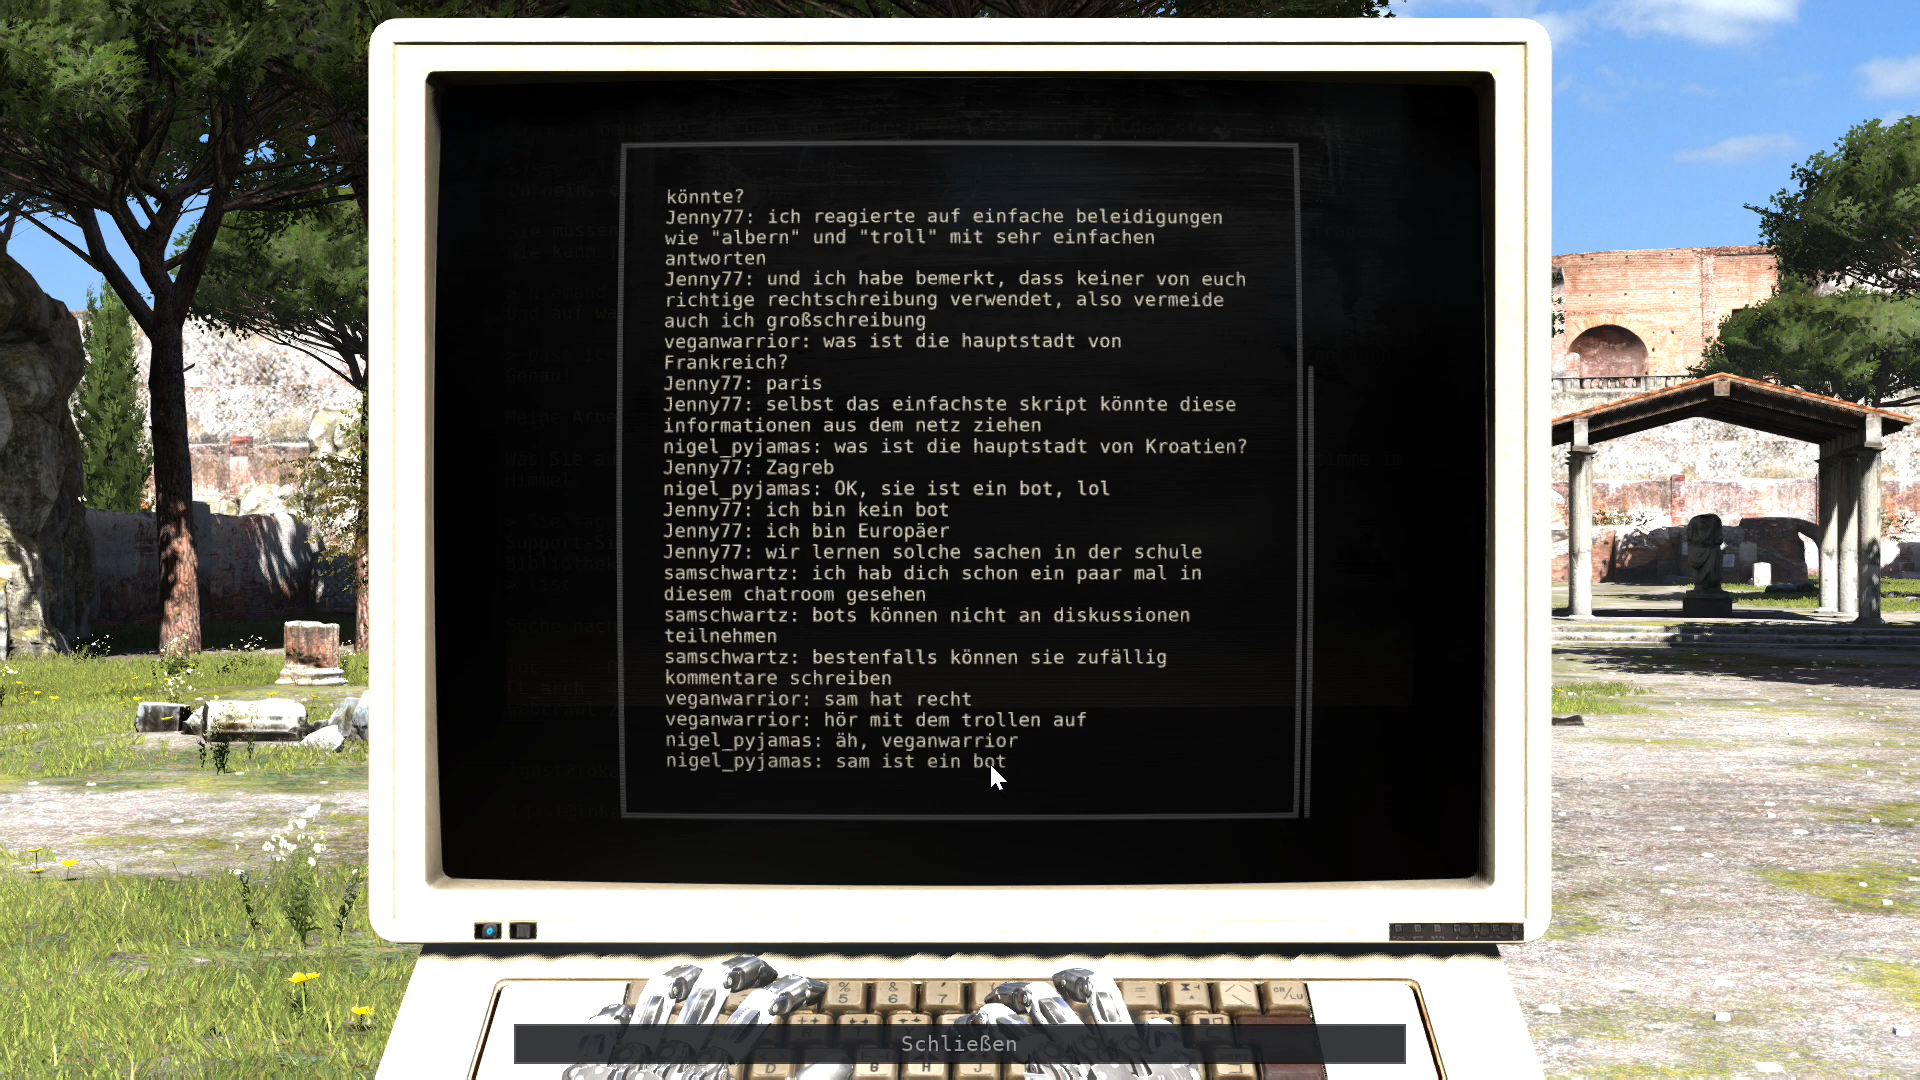 könnte?
Jenny77: ich reagierte auf einfache beleidigungen
wie "albern" und "troll" mit sehr einfachen
antworten
Jenny77: und ich habe bemerkt, dass keiner von euch
richtige rechtschreibung verwendet, also vermeide
auch ich großschreibung
veganwarrior: was ist die hauptstadt von
Frankreich?
Jenny77: paris
Jenny77: selbst das einfachste skript könnte diese
informationen aus dem netz ziehen
nigel_pyjamas: was ist die hauptstadt von Kroatien?
Jenny77: Zagreb
nigel_pyjamas: OK, sie ist ein bot, lol
Jenny77: ich bin kein bot
Jenny77: ich bin Europäer
Jenny77: wir lernen solche sachen in der schule
samschwartz: ich hab dich schon ein paar mal in
diesem chatroom gesehen
samschwartz: bots können nicht an diskussionen
teilnehmen
samschwartz: bestenfalls können sie zufällig
kommentare schreiben
veganwarrior: sam hat recht
veganwarrior: hör mit dem trollen auf
nigel_pyjamas: äh, veganwarrior
nigel_pyjamas: sam ist ein bot
Schließen